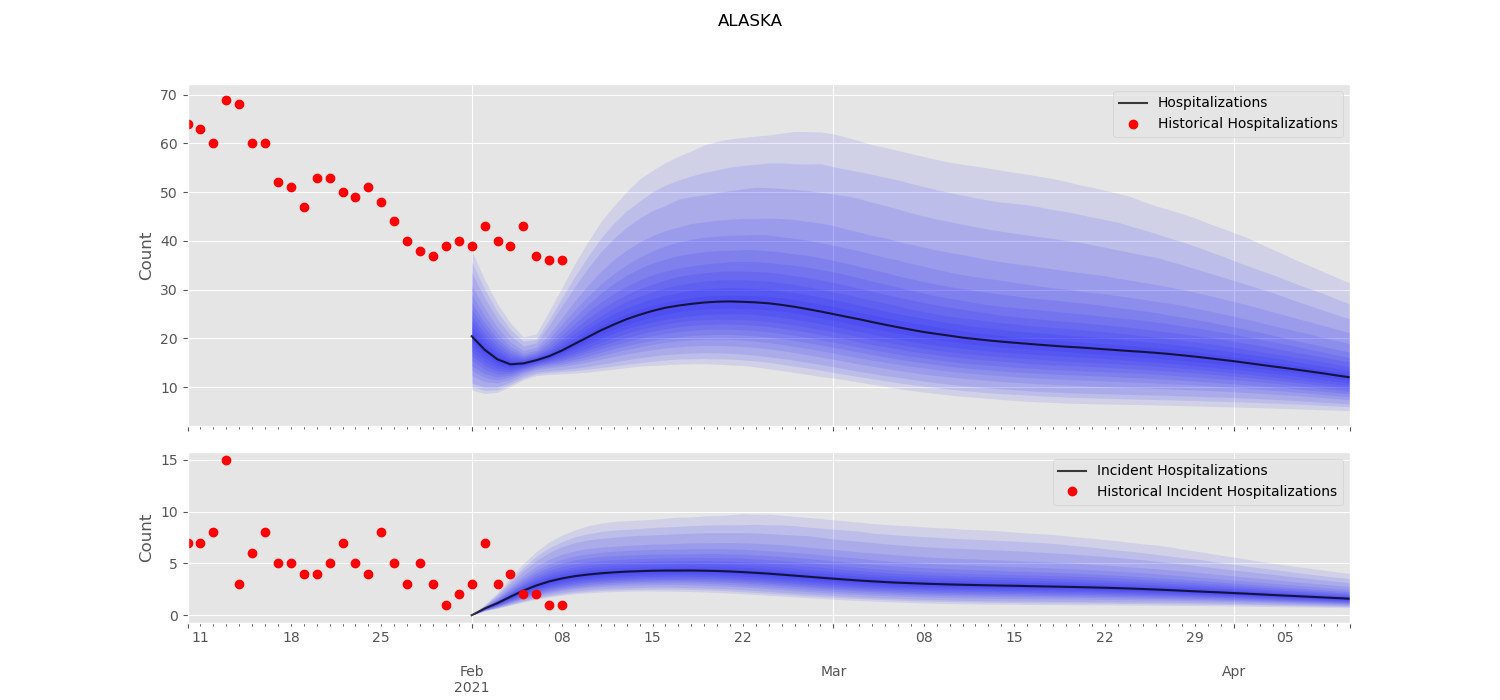 ALASKA
70
60
50
40
30
20
10
Count
Hospitalizations
Historical Hospitalizations
15
10
5
0
Count
Incident Hospitalizations
Historical Incident Hospitalizations
11 18 25 08 15 22 08 15 22 29 05
Feb Mar Apr
2021